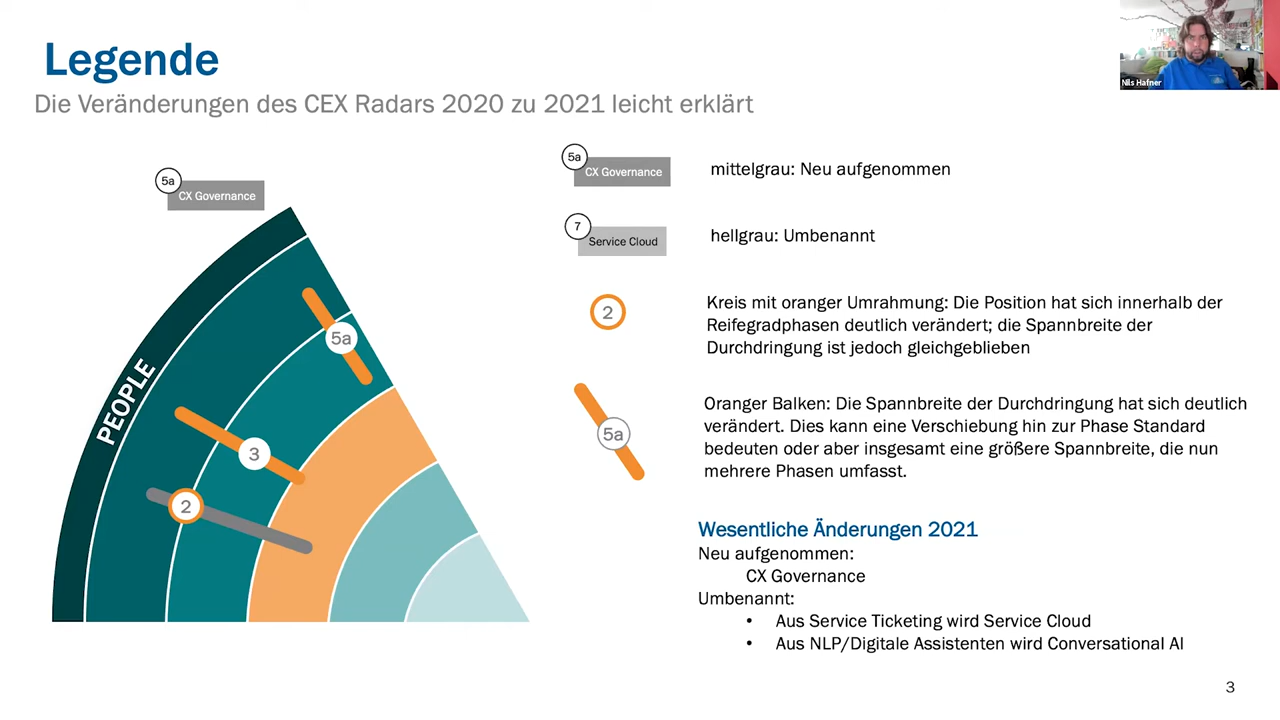 Legende
Die Veränderungen des CEX Radars 2020 zu 2021 leicht erklärt
Nils Hafner
5a
CX Governance
PEOPLE
5a
3
2
5a
CX Governance
mittelgrau: Neu aufgenommen
7
Service Cloud
hellgrau: Umbenannt
2
Kreis mit oranger Umrahmung: Die Position hat sich innerhalb der
Reifegradphasen deutlich verändert; die Spannbreite der
Durchdringung ist jedoch gleichgeblieben
5a
Oranger Balken: Die Spannbreite der Durchdringung hat sich deutlich
verändert. Dies kann eine Verschiebung hin zur Phase Standard
bedeuten oder aber insgesamt eine größere Spannbreite, die nun
mehrere Phasen umfasst.
Wesentliche Änderungen 2021
Neu aufgenommen:
CX Governance
Umbenannt:
• Aus Service Ticketing wird Service Cloud
• Aus NLP/Digitale Assistenten wird Conversational AI
3